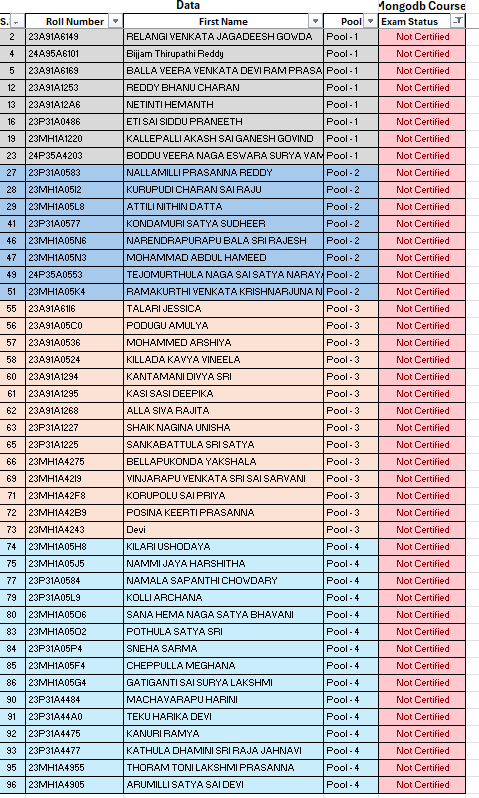 Data Mongodb Course
S. Roll Number First Name Pool Exam Status
2 23A91A6149 RELANGI VENKATA JAGADEESH GOWDA Pool - 1 Not Certified
4 24A95A6101 Bijjam Thirupathi Reddy Pool - 1 Not Certified
5 23A91A6169 BALLA VEERA VENKATA DEVI RAM PRASA Pool - 1 Not Certified
12 23A91A1253 REDDY BHANU CHARAN Pool - 1 Not Certified
13 23A91A12A6 NETINTI HEMANTH Pool - 1 Not Certified
16 23P31A0486 ETI SAI SIDDU PRANEETH Pool - 1 Not Certified
19 23MH1A1220 KALLEPALLI AKASH SAI GANESH GOVIND Pool - 1 Not Certified
23 24P35A4203 BODDU VEERA NAGA ESWARA SURYA VAM Pool - 1 Not Certified
27 23P31A0583 NALLAMILLI PRASANNA REDDY Pool - 2 Not Certified
28 23MH1A05I2 KURUPUDI CHARAN SAI RAJU Pool - 2 Not Certified
29 23MH1A05L8 ATTILI NITHIN DATTA Pool - 2 Not Certified
41 23P31A0577 KONDAMURI SATYA SUDHEER Pool - 2 Not Certified
46 23MH1A05N6 NARENDRAPURAPU BALA SRI RAJESH Pool - 2 Not Certified
47 23MH1A05N3 MOHAMMAD ABDUL HAMEED Pool - 2 Not Certified
49 24P35A0553 TEJOMURTHULA NAGA SAI SATYA NARAYA Pool - 2 Not Certified
51 23MH1A05K4 RAMAKURTHI VENKATA KRISHNARJUNA N Pool - 2 Not Certified
55 23A91A6116 TALARI JESSICA Pool - 3 Not Certified
56 23A91A05C0 PODUGU AMULYA Pool - 3 Not Certified
57 23A91A0536 MOHAMMED ARSHIYA Pool - 3 Not Certified
58 23A91A0524 KILLADA KAVYA VINEELA Pool - 3 Not Certified
60 23A91A1294 KANTAMANI DIVYA SRI Pool - 3 Not Certified
61 23A91A1295 KASI SASI DEEPIKA Pool - 3 Not Certified
62 23A91A1268 ALLA SIVA RAJITA Pool - 3 Not Certified
63 23P31A1227 SHAIK NAGINA UNISHA Pool - 3 Not Certified
65 23P31A1225 SANKABATTULA SRI SATYA Pool - 3 Not Certified
66 23MH1A4275 BELLAPUKONDA YAKSHALA Pool - 3 Not Certified
69 23MH1A42I9 VINJARAPU VENKATA SRI SAI SARVANI Pool - 3 Not Certified
71 23MH1A42F8 KORUPOLU SAI PRIYA Pool - 3 Not Certified
72 23MH1A42B9 POSINA KEERTI PRASANNA Pool - 3 Not Certified
73 23MH1A4243 Devi Pool - 3 Not Certified
74 23MH1A05H8 KILARI USHODAYA Pool - 4 Not Certified
75 23MH1A05J5 NAMMI JAYA HARSHITHA Pool - 4 Not Certified
77 23P31A0584 NAMALA SAPANTHI CHOWDARY Pool - 4 Not Certified
79 23P31A05L9 KOLLI ARCHANA Pool - 4 Not Certified
80 23MH1A05O6 SANA HEMA NAGA SATYA BHAVANI Pool - 4 Not Certified
83 23MH1A05O2 POTHULA SATYA SRI Pool - 4 Not Certified
84 23P31A05P4 SNEHA SARMA Pool - 4 Not Certified
85 23MH1A05F4 CHEPPULLA MEGHANA Pool - 4 Not Certified
86 23MH1A05G4 GATIGANTI SAI SURYA LAKSHMI Pool - 4 Not Certified
90 23P31A4484 MACHAVARAPU HARINI Pool - 4 Not Certified
91 23P31A44A0 TEKU HARIKA DEVI Pool - 4 Not Certified
92 23P31A4475 KANURI RAMYA Pool - 4 Not Certified
93 23P31A4477 KATHULA DHAMINI SRI RAJA JAHNAVI Pool - 4 Not Certified
95 23MH1A4955 THORAM TONI LAKSHMI PRASANNA Pool - 4 Not Certified
96 23MH1A4905 ARUMILLI SATYA SAI DEVI Pool - 4 Not Certified